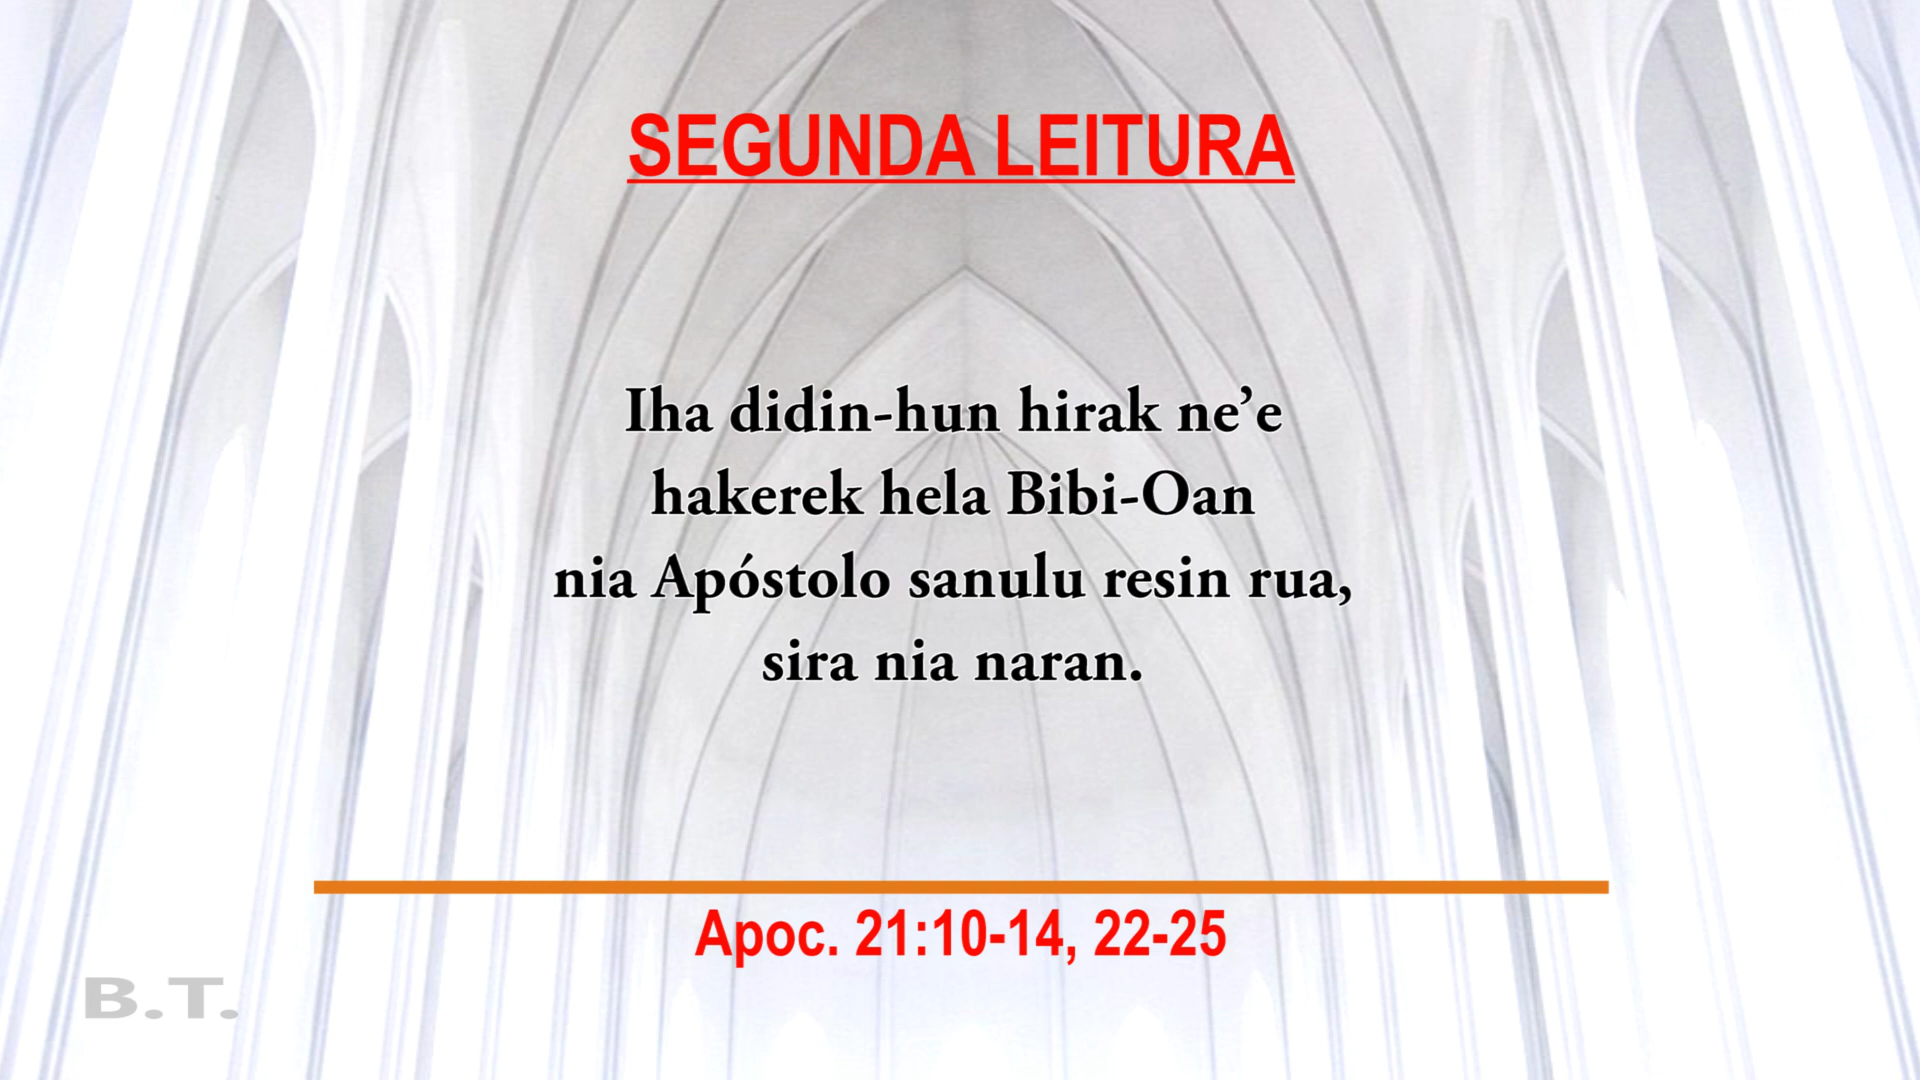 SEGUNDA LEITURA
Iha didin-hun hirak ne’e
hakerek hela Bibi-Oan
nia Apóstolo sanulu resin rua,
sira nia naran.
Apoc. 21:10-14, 22-25
B.T.